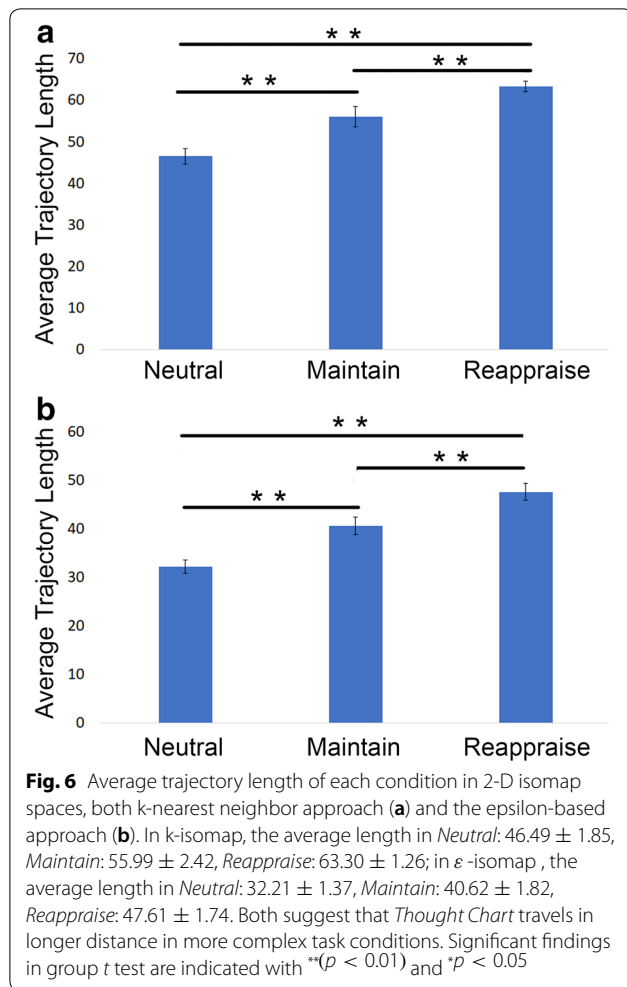 a
* *
* *
* *
Average Trajectory Length
70
60
50
40
30
20
10
0
Neutral Maintain Reappraise
b
* *
* *
* *
Average Trajectory Length
60
50
40
30
20
10
0
Neutral Maintain Reappraise
Fig. 6 Average trajectory length of each condition in 2-D isomap
spaces, both k-nearest neighbor approach (a) and the epsilon-based
approach (b). In k-isomap, the average length in Neutral: 46.49 ± 1.85,
Maintain: 55.99 ± 2.42, Reappraise: 63.30 ± 1.26; in ε -isomap , the
average length in Neutral: 32.21 ± 1.37, Maintain: 40.62 ± 1.82,
Reappraise: 47.61 ± 1.74. Both suggest that Thought Chart travels in
longer distance in more complex task conditions. Significant findings
in group t test are indicated with **(p < 0.01) and *p < 0.05